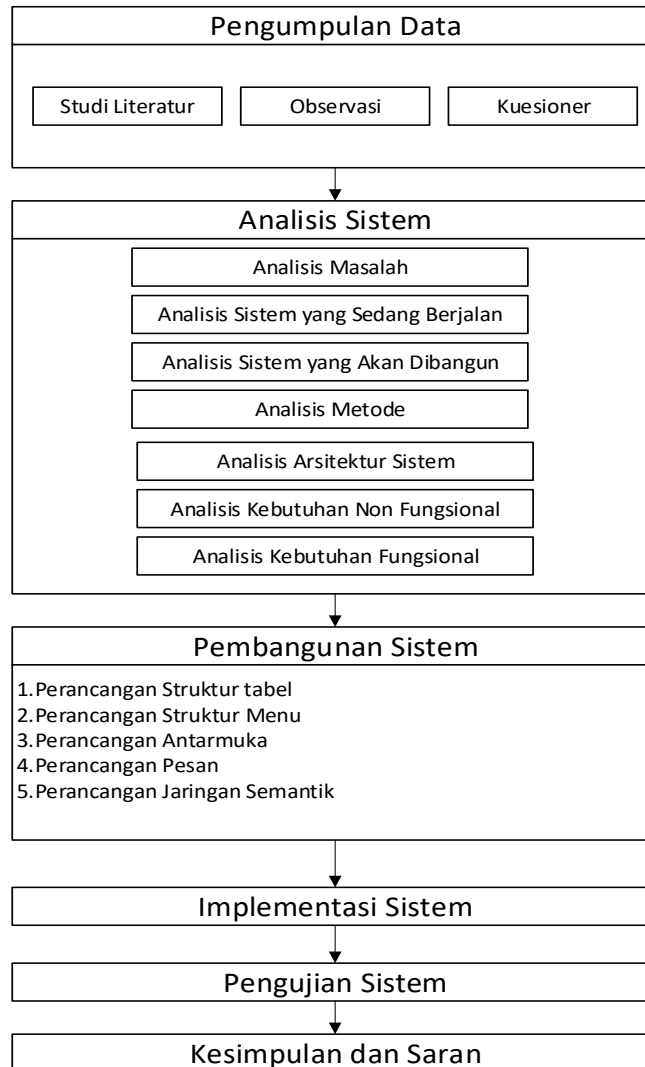 Pengumpulan Data
Studi Literatur
Observasi
Kuesioner
Analisis Sistem
Analisis Masalah
Analisis Sistem yang Sedang Berjalan
Analisis Sistem yang Akan Dibangun
Analisis Metode
Analisis Arsitektur Sistem
Analisis Kebutuhan Non Fungsional
Analisis Kebutuhan Fungsional
Pembangunan Sistem
1.Perancangan Struktur tabel
2.Perancangan Struktur Menu
3.Perancangan Antarmuka
4.Perancangan Pesan
5.Perancangan Jaringan Semantik
Implementasi Sistem
Pengujian Sistem
Kesimpulan dan Saran